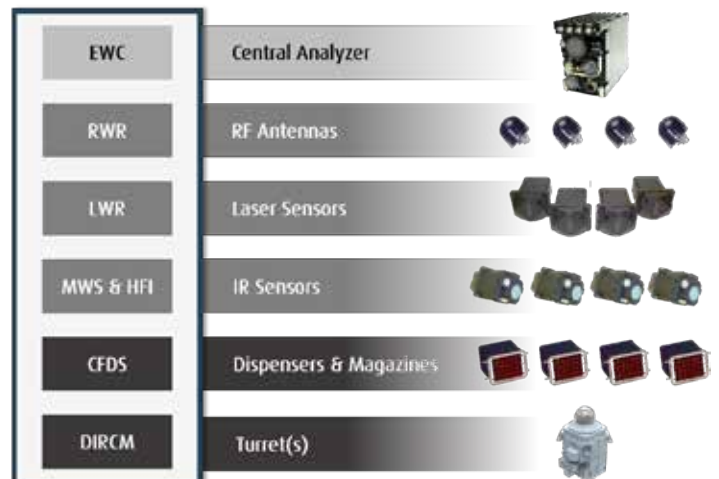 EWC Central Analyzer
RWR RF Antennas
LWR Laser Sensors
MWS & HFI IR Sensors
CFDS Dispensers & Magazines
DIRCM Turret(s)